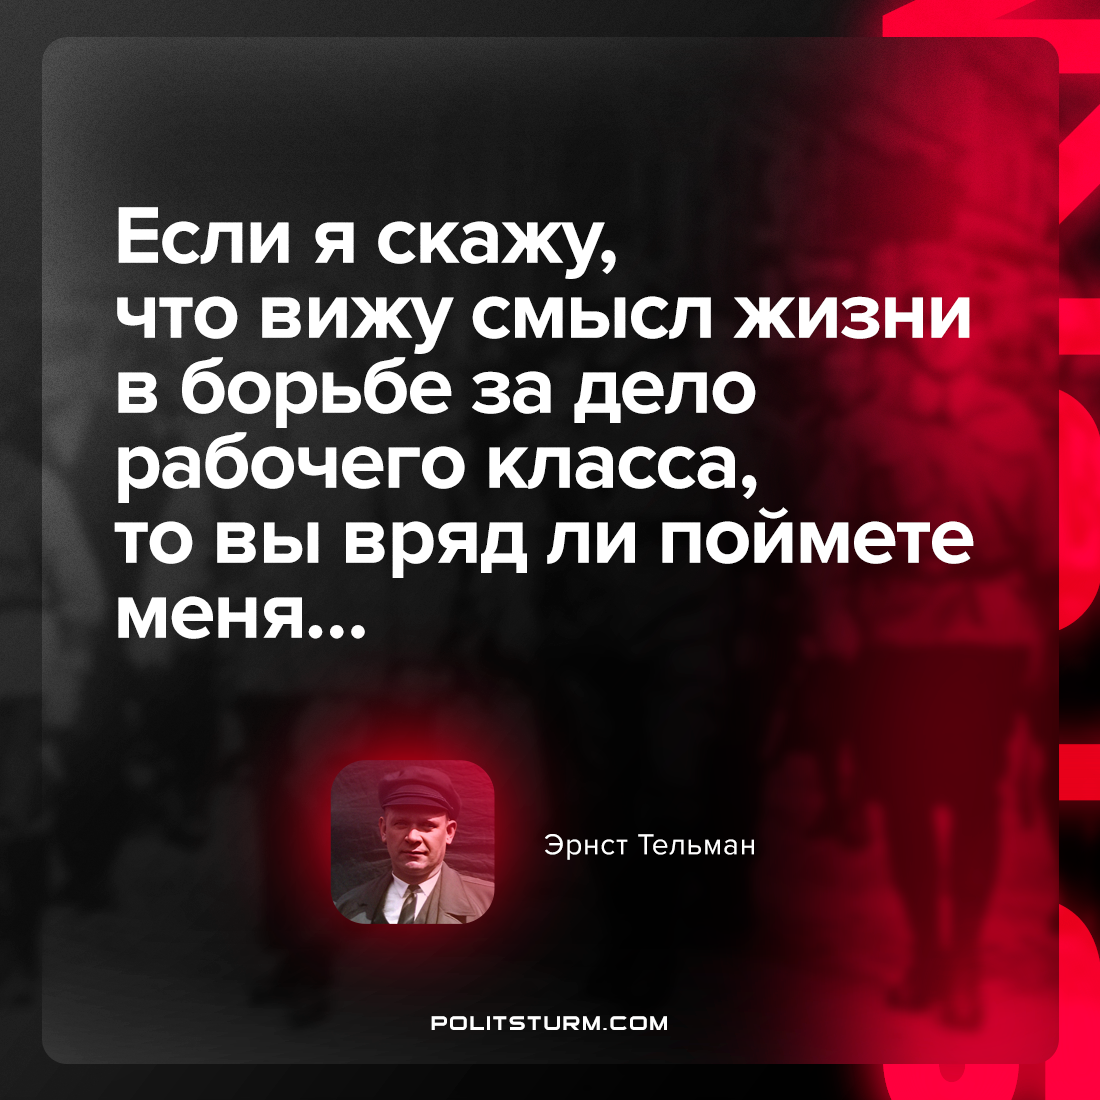 Если я скажу,
что вижу смысл жизни
в борьбе за дело
рабочего класса,
то вы вряд ли поймете
меня...
Эрнст Тельман
POLITSTURM.COM